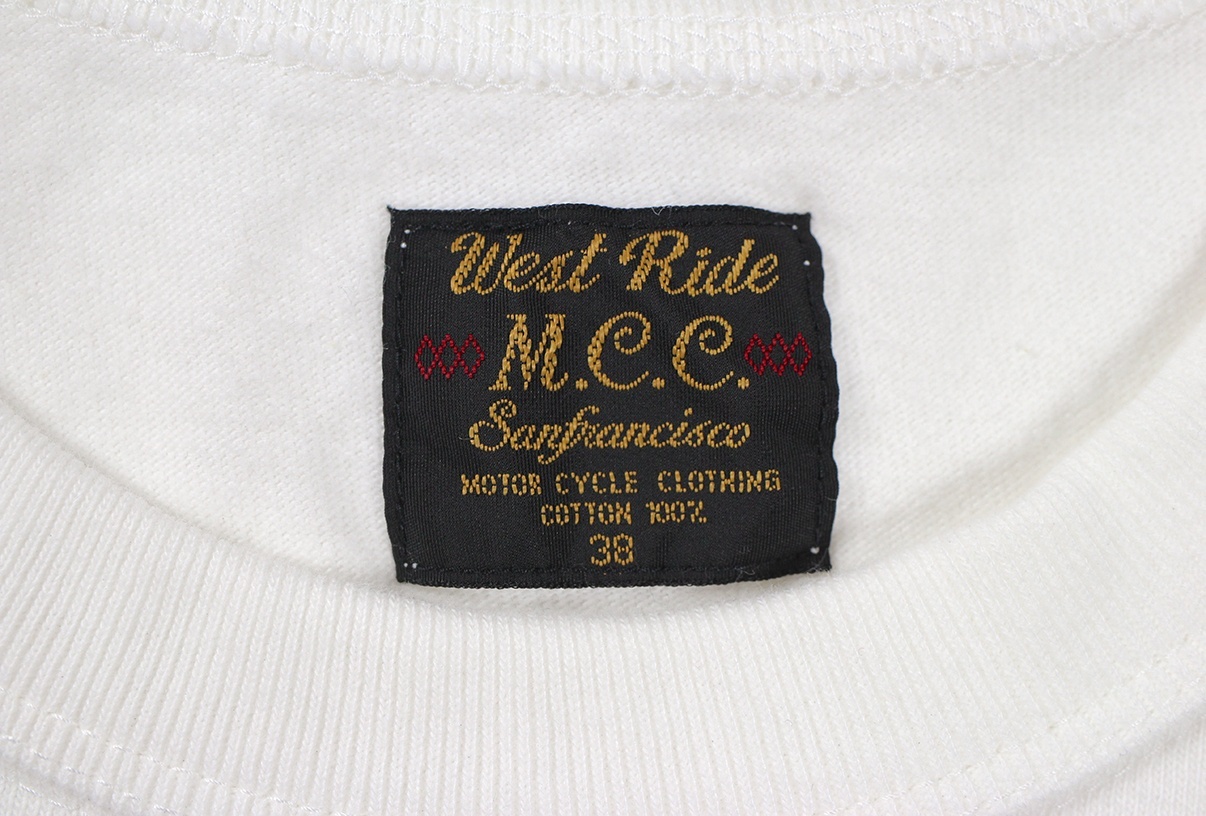 West Ride
M.C.C.
Sanfrancisco
MOTOR CYCLE CLOTHING
COTTON 100%
38